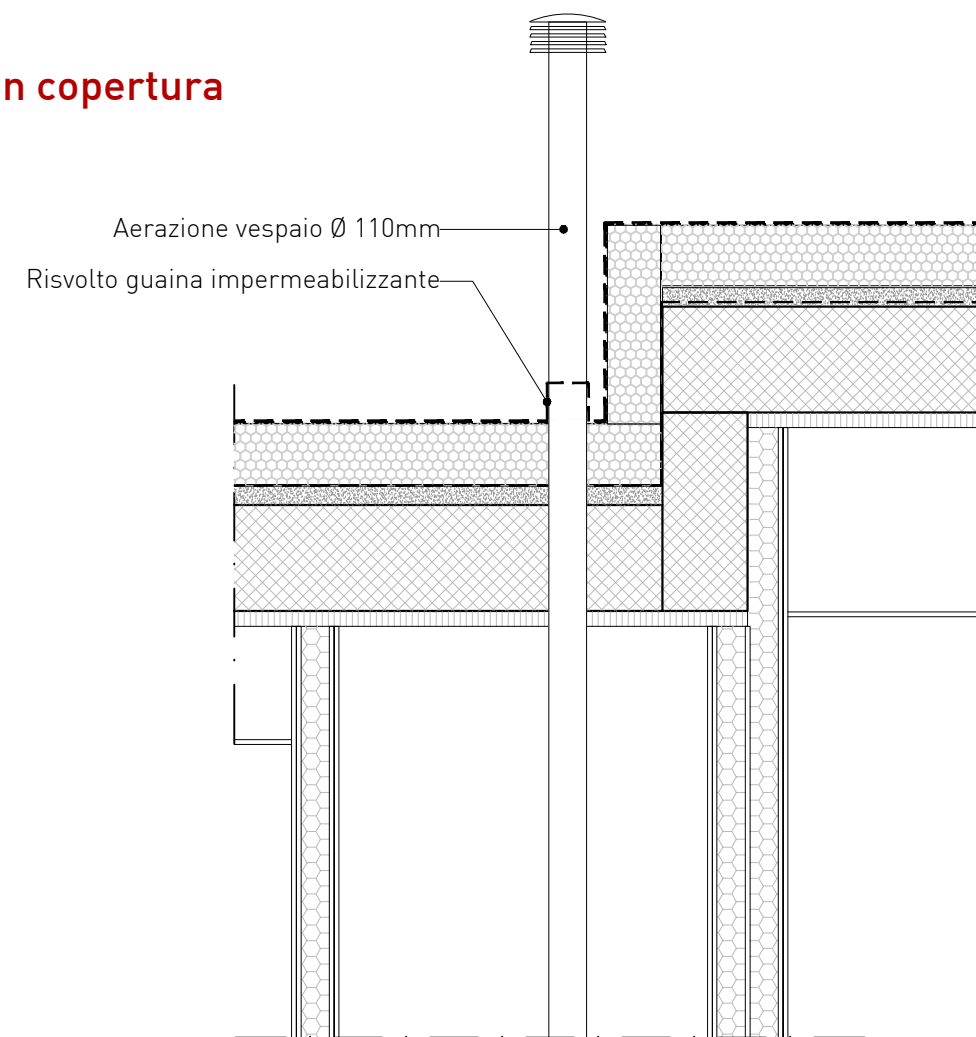 n copertura
Aerazione vespaio Ø 110mm
Risvolto guaina impermeabilizzante